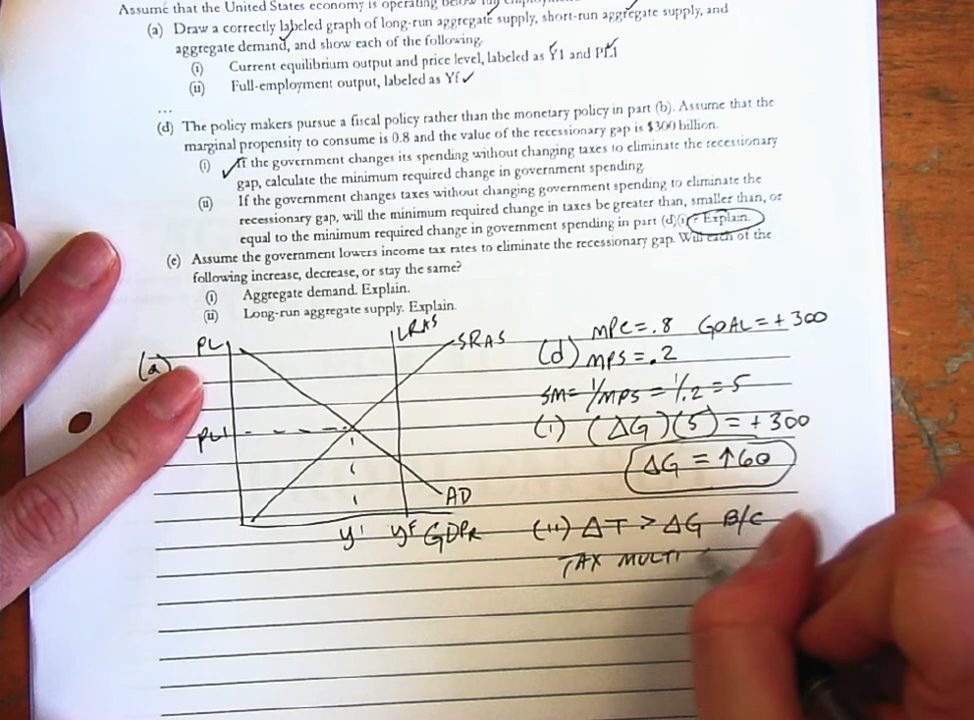 Assume that the United States economy is operating below full employment
(a) Draw a correctly labeled graph of long-run aggregate supply, short-run aggregate supply, and
aggregate demand, and show each of the following.
(i) Current equilibrium output and price level, labeled as Y1 and PL1
(ii) Full-employment output, labeled as Yf
...
(d) The policy makers pursue a fiscal policy rather than the monetary policy in part (b). Assume that the
marginal propensity to consume is 0.8 and the value of the recessionary gap is $300 billion.
(i) If the government changes its spending without changing taxes to eliminate the recessionary
gap, calculate the minimum required change in government spending.
(ii) If the government changes taxes without changing government spending to eliminate the
recessionary gap, will the minimum required change in taxes be greater than, smaller than, or
equal to the minimum required change in government spending in part (d)(i)? Explain.
(e) Assume the government lowers income tax rates to eliminate the recessionary gap. Will each of the
following increase, decrease, or stay the same?
(i) Aggregate demand. Explain.
(ii) Long-run aggregate supply. Explain.
(a)
PL
LRAS
SRAS
PL1
AD
Y1 YF GDPR
(d) MPC = .8 GOAL = + 300
MPS = .2
SM = 1/MPS = 1/.2 = 5
(i) (ΔG)(5) = + 300
ΔG = ↑60
(ii) ΔT > ΔG B/C
TAX MULTI